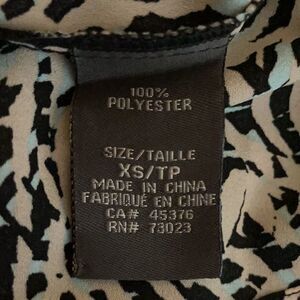 100%
POLYESTER
SIZE/TAILLE
XS/TP
MADE IN CHINA
FABRIQUÉ EN CHINE
CA# 45376
RN# 73023